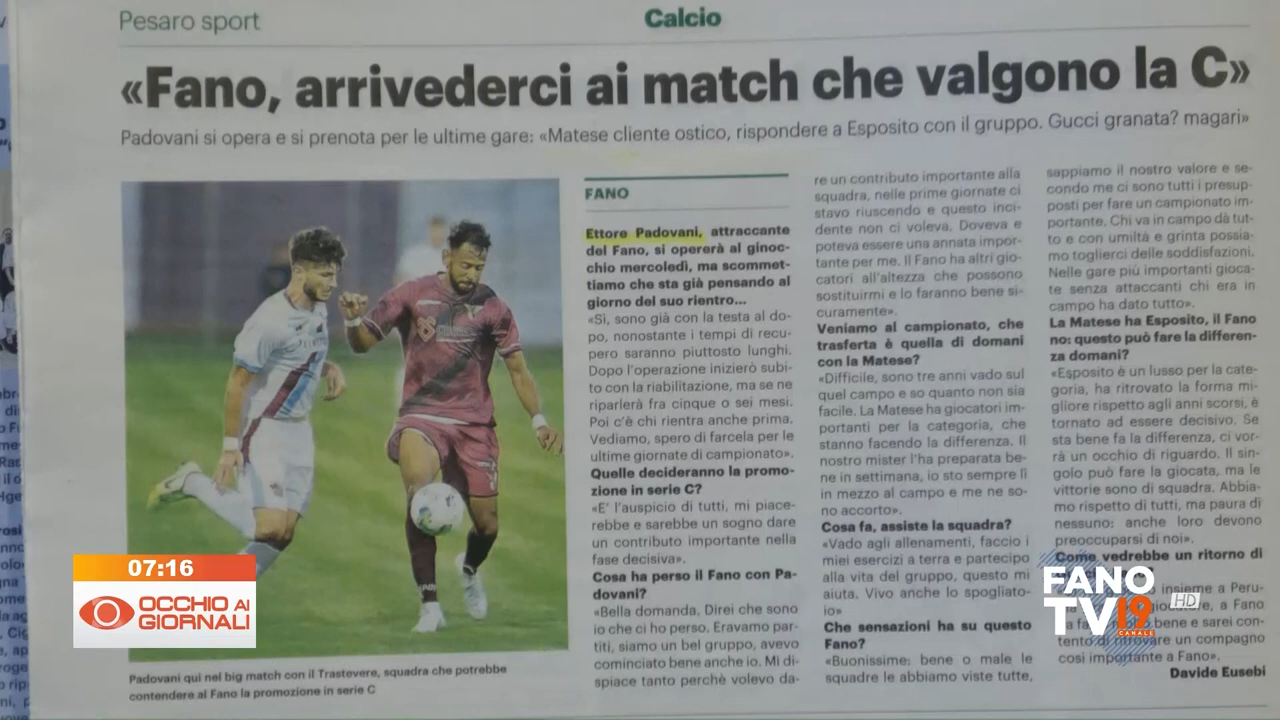 Pesaro sport
Calcio
«Fano, arrivederci ai match che valgono la C»
Padovani si opera e si prenota per le ultime gare: «Matese cliente ostico, rispondere a Esposito con il gruppo. Gucci granata? magari»
FANO
Ettore Padovani, attraccante
del Fano, si opererà al ginoc-
chio mercoledì, ma scommet-
tiamo che sta già pensando al
giorno del suo rientro...
«Sì, sono già con la testa al do-
po, nonostante i tempi di recu-
pero saranno piuttosto lunghi.
Dopo l'operazione inizierò subi-
to con la riabilitazione, ma se ne
riparlerà fra cinque o sei mesi.
Poi c'è chi rientra anche prima.
Vediamo, spero di farcela per le
ultime giornate di campionato».
Quelle decideranno la promo-
zione in serie C?
«E' l'auspicio di tutti, mi piace-
rebbe e sarebbe un sogno dare
un contributo importante nella
fase decisiva».
Cosa ha perso il Fano con Pa-
dovani?
«Bella domanda. Direi che sono
io che ci ho perso. Eravamo par-
titi, siamo un bel gruppo, avevo
cominciato bene anch'io. Mi di-
spiace tanto perchè volevo da-
re un contributo importante alla
squadra, nelle prime giornate ci
stavo riuscendo e questo inci-
dente non ci voleva. Doveva e
poteva essere una annata impor-
tante per me. Il Fano ha altri gio-
catori all'altezza che possono
sostituirmi e lo faranno bene si-
curamente».
Veniamo al campionato, che
trasferta è quella di domani
con la Matese?
«Difficile, sono tre anni vado sul
quel campo e so quanto non sia
facile. La Matese ha giocatori im-
portanti per la categoria, che
stanno facendo la differenza. Il
nostro mister l'ha preparata be-
ne in settimana, io sto sempre lì
in mezzo al campo e me ne so-
no accorto».
Cosa fa, assiste la squadra?
«Vado agli allenamenti, faccio i
miei esercizi a terra e partecipo
alla vita del gruppo, questo mi
aiuta. Vivo anche lo spogliato-
io»
Che sensazioni ha su questo
Fano?
«Buonissime: bene o male le
squadre le abbiamo viste tutte,
sappiamo il nostro valore e se-
condo me ci sono tutti i presup-
posti per fare un campionato im-
portante. Chi va in campo dà tut-
to e con umiltà e grinta possia-
mo toglierci delle soddisfazioni.
Nelle gare più importanti gioca-
te senza attaccanti chi era in
campo ha dato tutto».
La Matese ha Esposito, il Fano
no: questo può fare la differen-
za domani?
«Esposito è un lusso per la cate-
goria, ha ritrovato la forma mi-
gliore rispetto agli anni scorsi, è
tornato ad essere decisivo. Se
sta bene fa la differenza, ci vor-
rà un occhio di riguardo. Il sin-
golo può fare la giocata, ma le
vittorie sono di squadra. Abbia-
mo rispetto di tutti, ma paura di
nessuno: anche loro devono
preoccuparsi di noi».
Come vedrebbe un ritorno di
insieme a Peru-
a Fano
bene e sarei con-
tento di ritrovare un compagno
così importante a Fano».
Davide Eusebi
Padovani qui nel big match con il Trastevere, squadra che potrebbe
contendere al Fano la promozione in serie C
07:16
OCCHIO AI
GIORNALI
FANO
TV 19 HD
CANALE